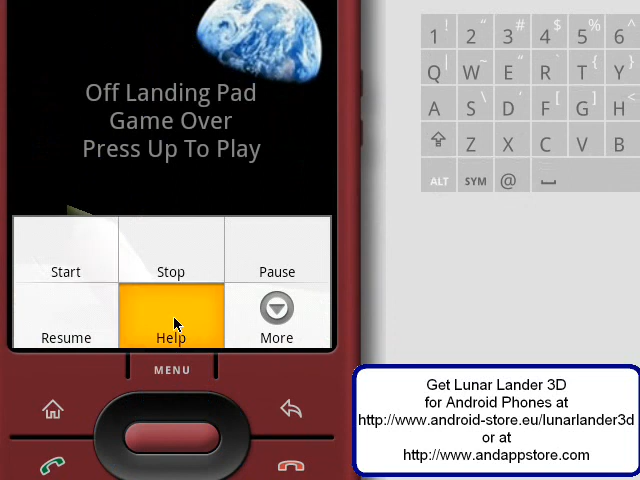 Off Landing Pad
Game Over
Press Up To Play
Start Stop Pause
Resume Help More
MENU
1 ! 2 “ 3 # 4 $ 5 % 6 ^
Q | W ~ E “ R ` T { Y }
A S \ D ‘ F [ G ] H <
Z X C V B
ALT SYM @
Get Lunar Lander 3D
for Android Phones at
http://www.android-store.eu/lunarlander3d
or at
http://www.andappstore.com